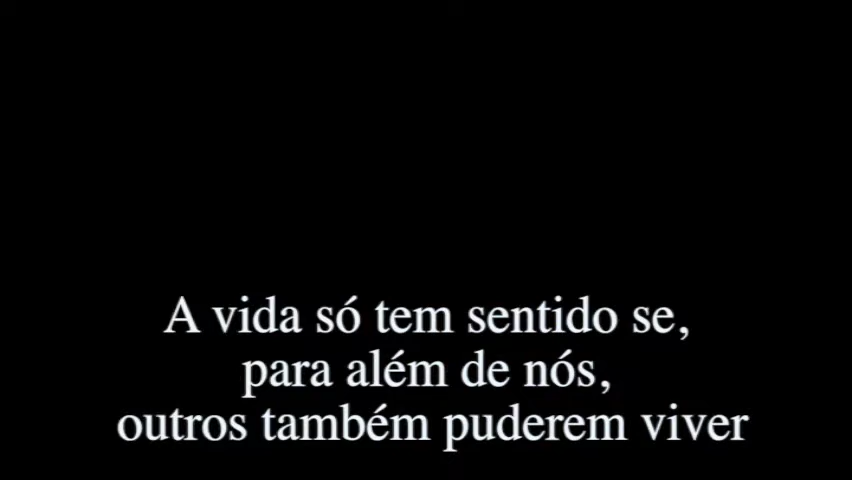 A vida só tem sentido se,
para além de nós,
outros também puderem viver